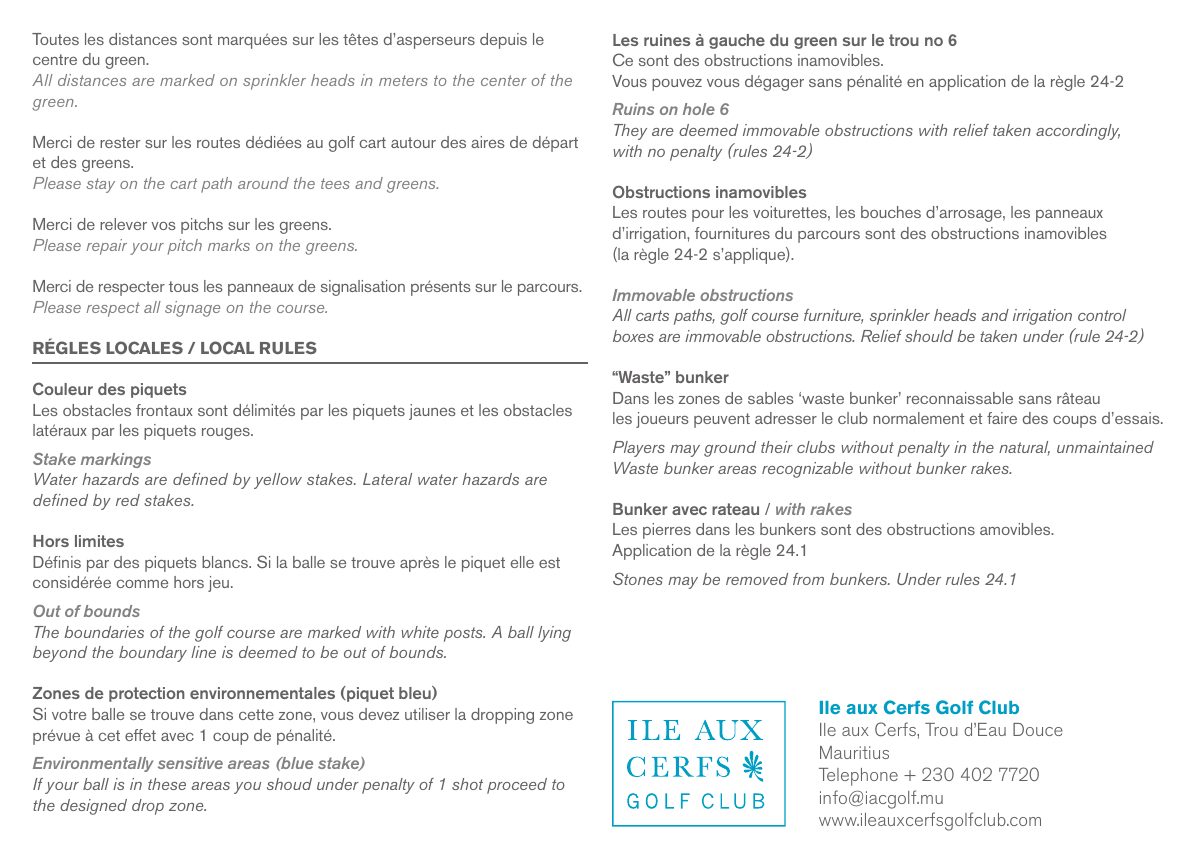 Toutes les distances sont marquées sur les têtes d'asperseurs depuis le
centre du green.
All distances are marked on sprinkler heads in meters to the center of the
green.
Merci de rester sur les routes dédiées au golf cart autour des aires de départ
et des greens.
Please stay on the cart path around the tees and greens.
Merci de relever vos pitchs sur les greens.
Please repair your pitch marks on the greens.
Merci de respecter tous les panneaux de signalisation présents sur le parcours.
Please respect all signage on the course.
RÉGLES LOCALES / LOCAL RULES
Couleur des piquets
Les obstacles frontaux sont délimités par les piquets jaunes et les obstacles
latéraux par les piquets rouges.
Stake markings
Water hazards are defined by yellow stakes. Lateral water hazards are
defined by red stakes.
Hors limites
Définis par des piquets blancs. Si la balle se trouve après le piquet elle est
considérée comme hors jeu.
Out of bounds
The boundaries of the golf course are marked with white posts. A ball lying
beyond the boundary line is deemed to be out of bounds.
Zones de protection environnementales (piquet bleu)
Si votre balle se trouve dans cette zone, vous devez utiliser la dropping zone
prévue à cet effet avec 1 coup de pénalité.
Environmentally sensitive areas (blue stake)
If your ball is in these areas you shoud under penalty of 1 shot proceed to
the designed drop zone.
Les ruines à gauche du green sur le trou no 6
Ce sont des obstructions inamovibles.
Vous pouvez vous dégager sans pénalité en application de la règle 24-2
Ruins on hole 6
They are deemed immovable obstructions with relief taken accordingly,
with no penalty (rules 24-2)
Obstructions inamovibles
Les routes pour les voiturettes, les bouches d'arrosage, les panneaux
d'irrigation, fournitures du parcours sont des obstructions inamovibles
(la règle 24-2 s'applique).
Immovable obstructions
All carts paths, golf course furniture, sprinkler heads and irrigation control
boxes are immovable obstructions. Relief should be taken under (rule 24-2)
“Waste” bunker
Dans les zones de sables ‘waste bunker’ reconnaissable sans râteau
les joueurs peuvent adresser le club normalement et faire des coups d'essais.
Players may ground their clubs without penalty in the natural, unmaintained
Waste bunker areas recognizable without bunker rakes.
Bunker avec rateau / with rakes
Les pierres dans les bunkers sont des obstructions amovibles.
Application de la règle 24.1
Stones may be removed from bunkers. Under rules 24.1
ILE AUX
CERFS
GOLF CLUB
Ile aux Cerfs Golf Club
Ile aux Cerfs, Trou d'Eau Douce
Mauritius
Telephone + 230 402 7720
info@iacgolf.mu
www.ileauxcerfsgolfclub.com